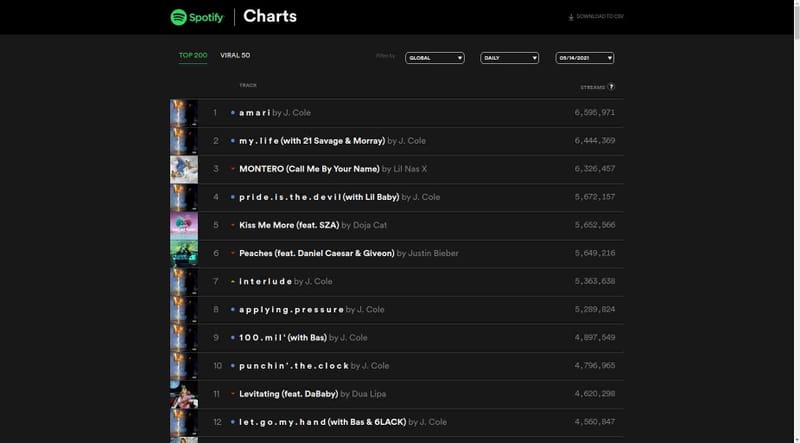 Spotify Charts
DOWNLOAD TO CSV
TOP 200 VIRAL 50 Filter by GLOBAL DAILY 05/14/2021
TRACK STREAMS ?
1 a m a r i by J. Cole 6,595,971
2 m y . l i f e (with 21 Savage & Morray) by J. Cole 6,444,369
3 MONTERO (Call Me By Your Name) by Lil Nas X 6,326,457
4 p r i d e . i s . t h e . d e v i l (with Lil Baby) by J. Cole 5,672,157
5 Kiss Me More (feat. SZA) by Doja Cat 5,652,566
6 Peaches (feat. Daniel Caesar & Giveon) by Justin Bieber 5,649,216
7 i n t e r l u d e by J. Cole 5,363,638
8 a p p l y i n g . p r e s s u r e by J. Cole 5,289,824
9 1 0 0 . m i l ' (with Bas) by J. Cole 4,897,549
10 p u n c h i n ' . t h e . c l o c k by J. Cole 4,796,965
11 Levitating (feat. DaBaby) by Dua Lipa 4,620,298
12 l e t . g o . m y . h a n d (with Bas & 6LACK) by J. Cole 4,560,847